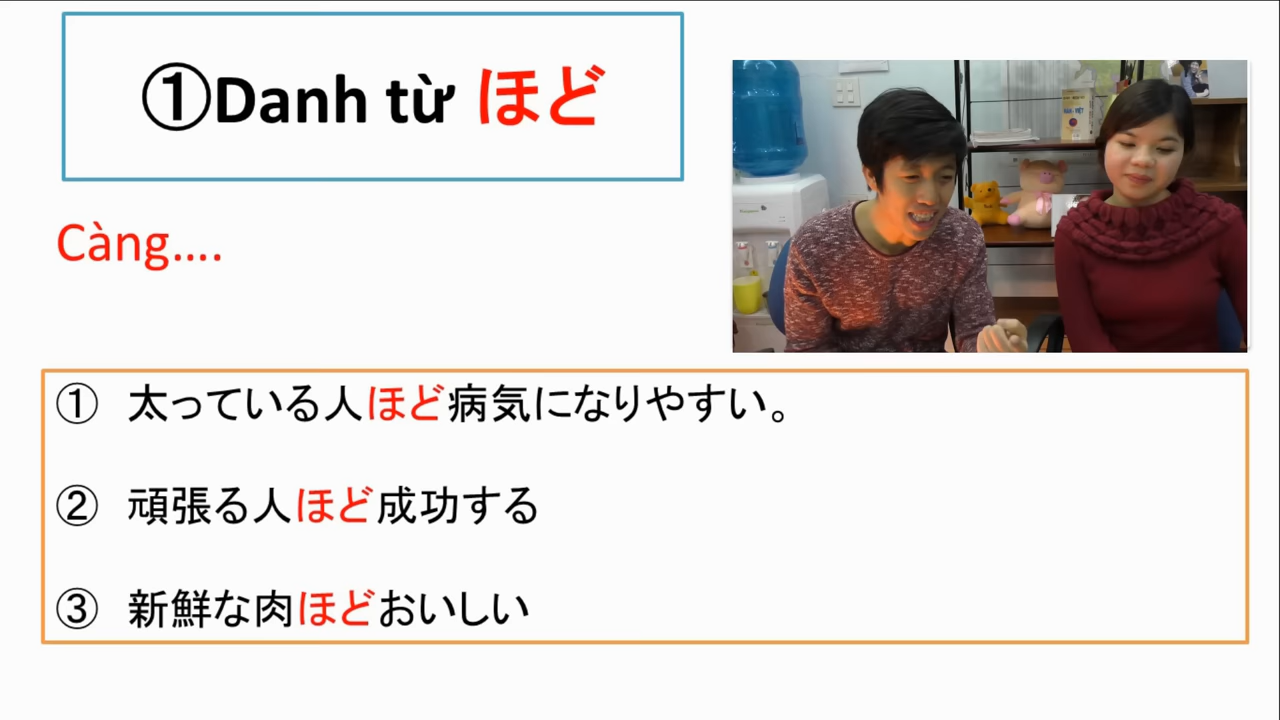 ①Danh từ ほど
Càng....
① 太っている人ほど病気になりやすい。
② 頑張る人ほど成功する
③ 新鮮な肉ほどおいしい